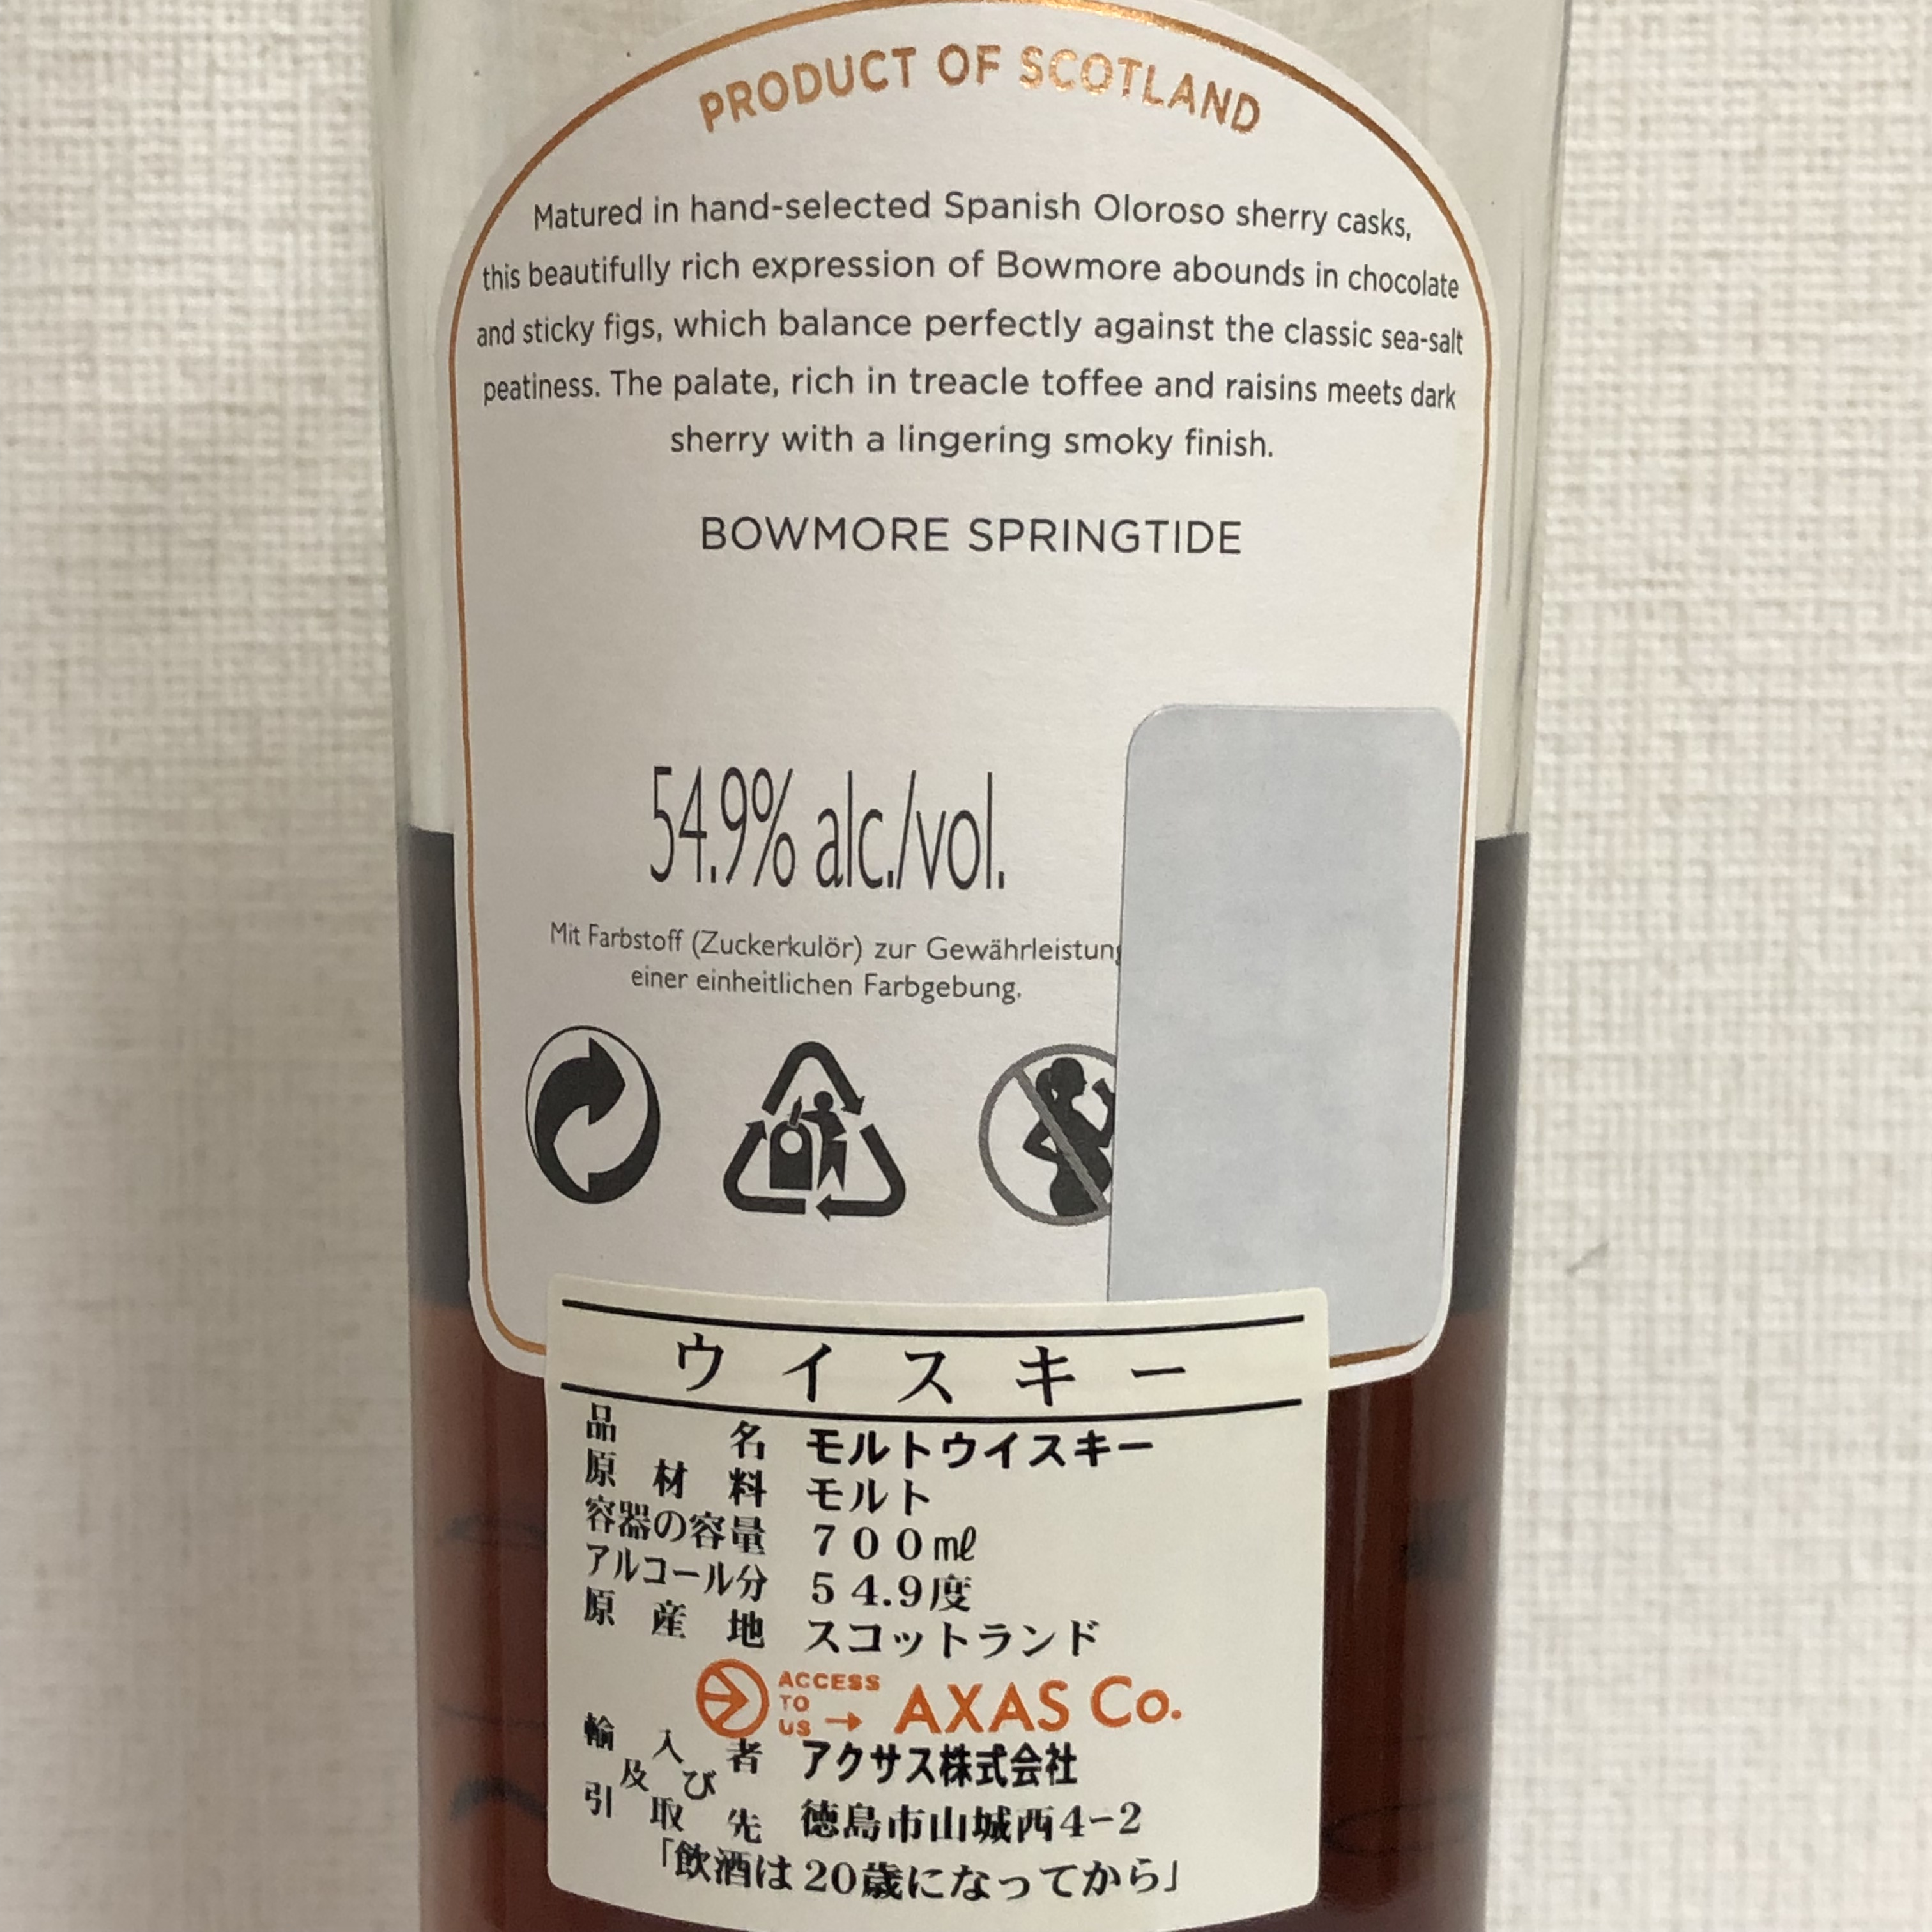 PRODUCT OF SCOTLAND
Matured in hand-selected Spanish Oloroso sherry casks,
this beautifully rich expression of Bowmore abounds in chocolate
and sticky figs, which balance perfectly against the classic sea-salt
peatiness. The palate, rich in treacle toffee and raisins meets dark
sherry with a lingering smoky finish.
BOWMORE SPRINGTIDE
54.9% alc./vol.
Mit Farbstoff (Zuckerkulör) zur Gewährleistung
einer einheitlichen Farbgebung.
ウイスキー
品名 モルトウイスキー
原材料 モルト
容器の容量 700㎖
アルコール分 54.9度
原産地 スコットランド
ACCESS TO US → AXAS Co.
輸入者 アクサス株式会社
及び
引取先 徳島市山城西4-2
「飲酒は20歳になってから」